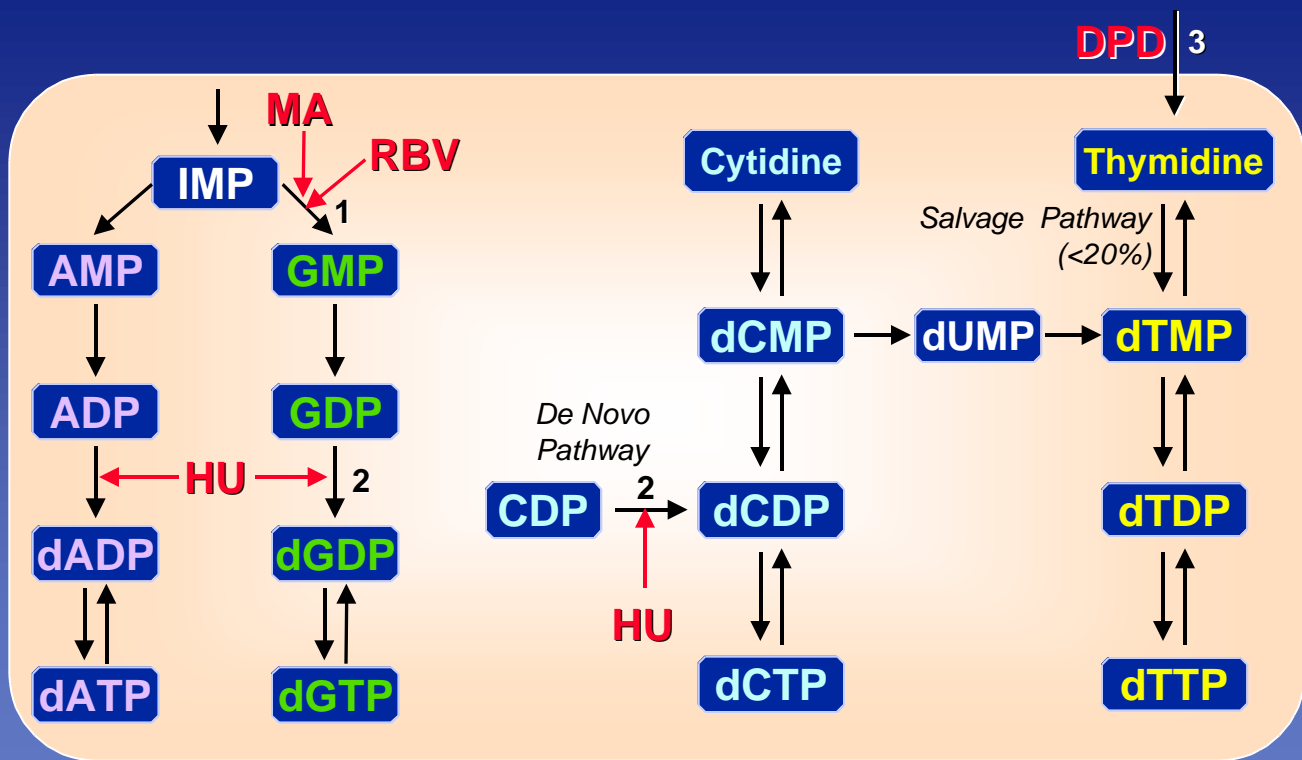 DPD 3
MA
RBV
IMP
1
Cytidine
Thymidine
Salvage Pathway
(<20%)
AMP
GMP
dCMP
dUMP
dTMP
ADP
GDP
De Novo
Pathway
HU
2
2
CDP
dCDP
dTDP
dADP
dGDP
HU
dATP
dGTP
dCTP
dTTP